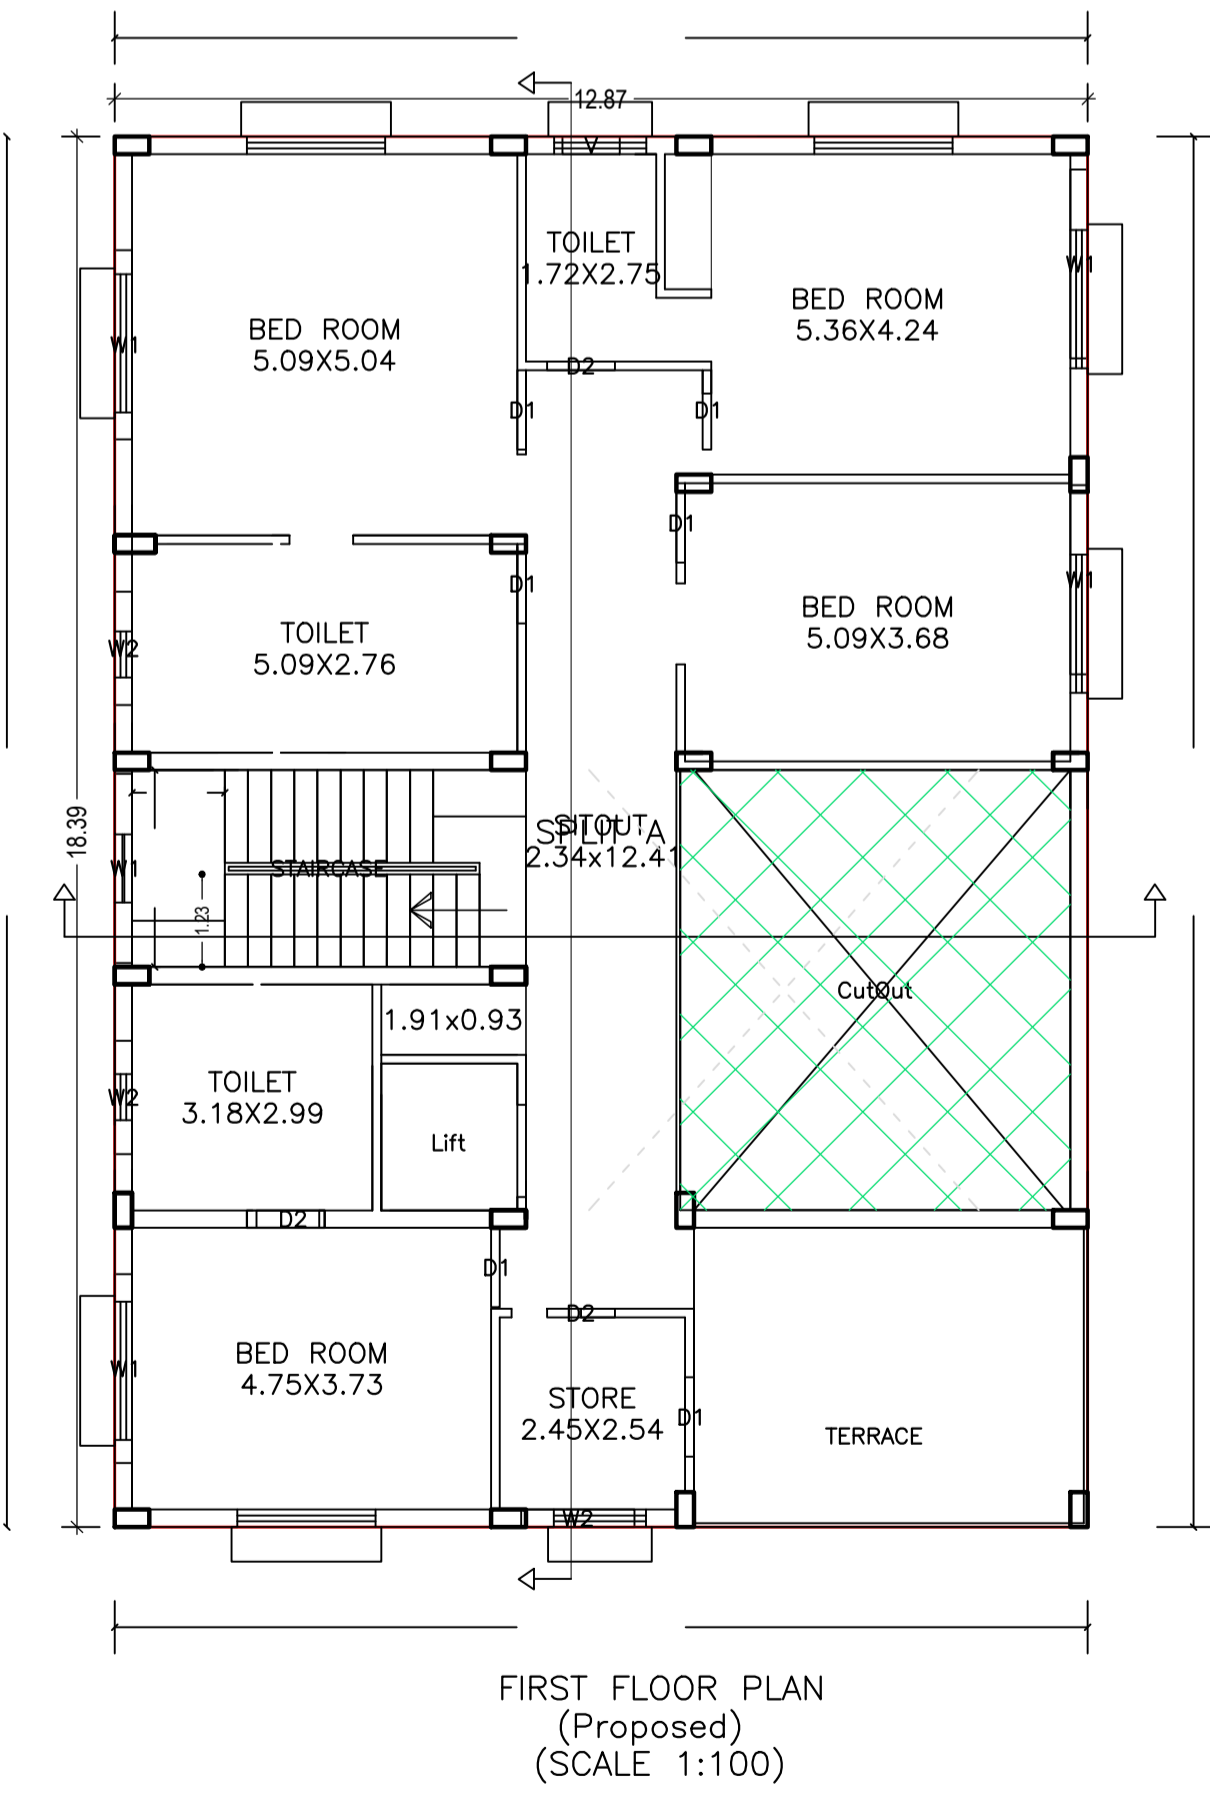 12.87
V
TOILET
1.72X2.75
W1
BED ROOM
5.36X4.24
BED ROOM
5.09X5.04
W1
D2
D1
D1
D1
W1
D1
BED ROOM
5.09X3.68
TOILET
5.09X2.76
W2
18.39
SPLIT A
SITOUT
2.34x12.41
W1
STAIRCASE
1.23
CutOut
1.91x0.93
TOILET
3.18X2.99
W2
Lift
D2
D1
D2
BED ROOM
4.75X3.73
W1
STORE
2.45X2.54
D1
TERRACE
W2
FIRST FLOOR PLAN
(Proposed)
(SCALE 1:100)